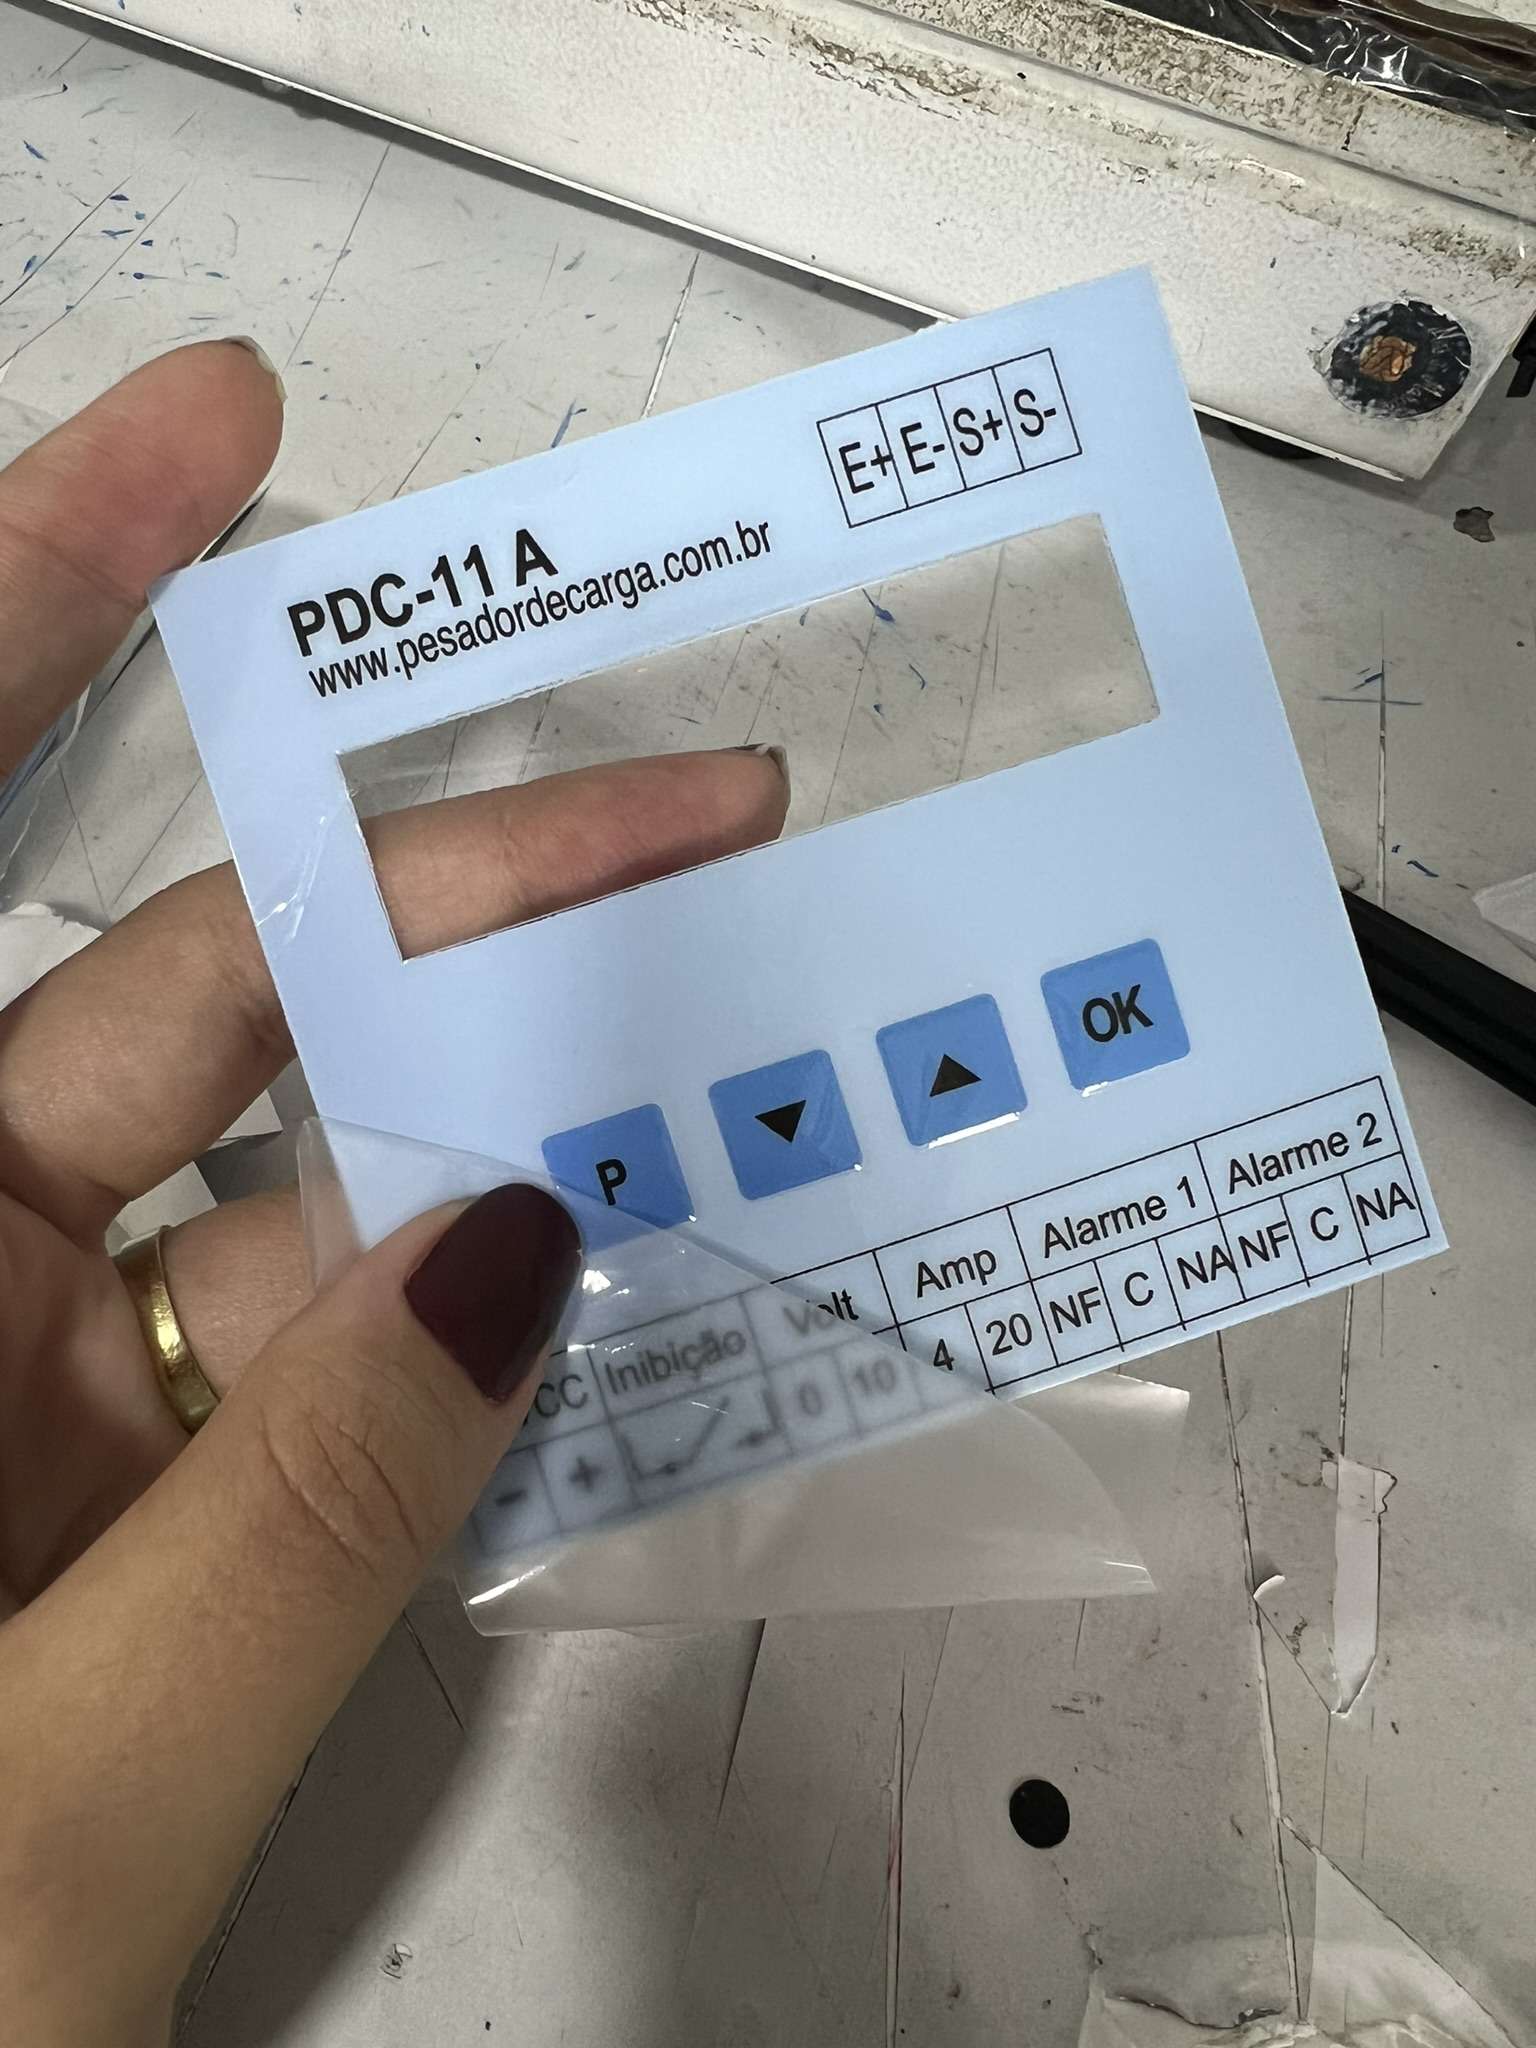 E+ E- S+ S-
PDC-11 A
www.pesadordecarga.com.br
P ▼ ▲ OK
Inibição Volt Amp Alarme 1 Alarme 2
- + 0 10 4 20 NF C NA NF C NA